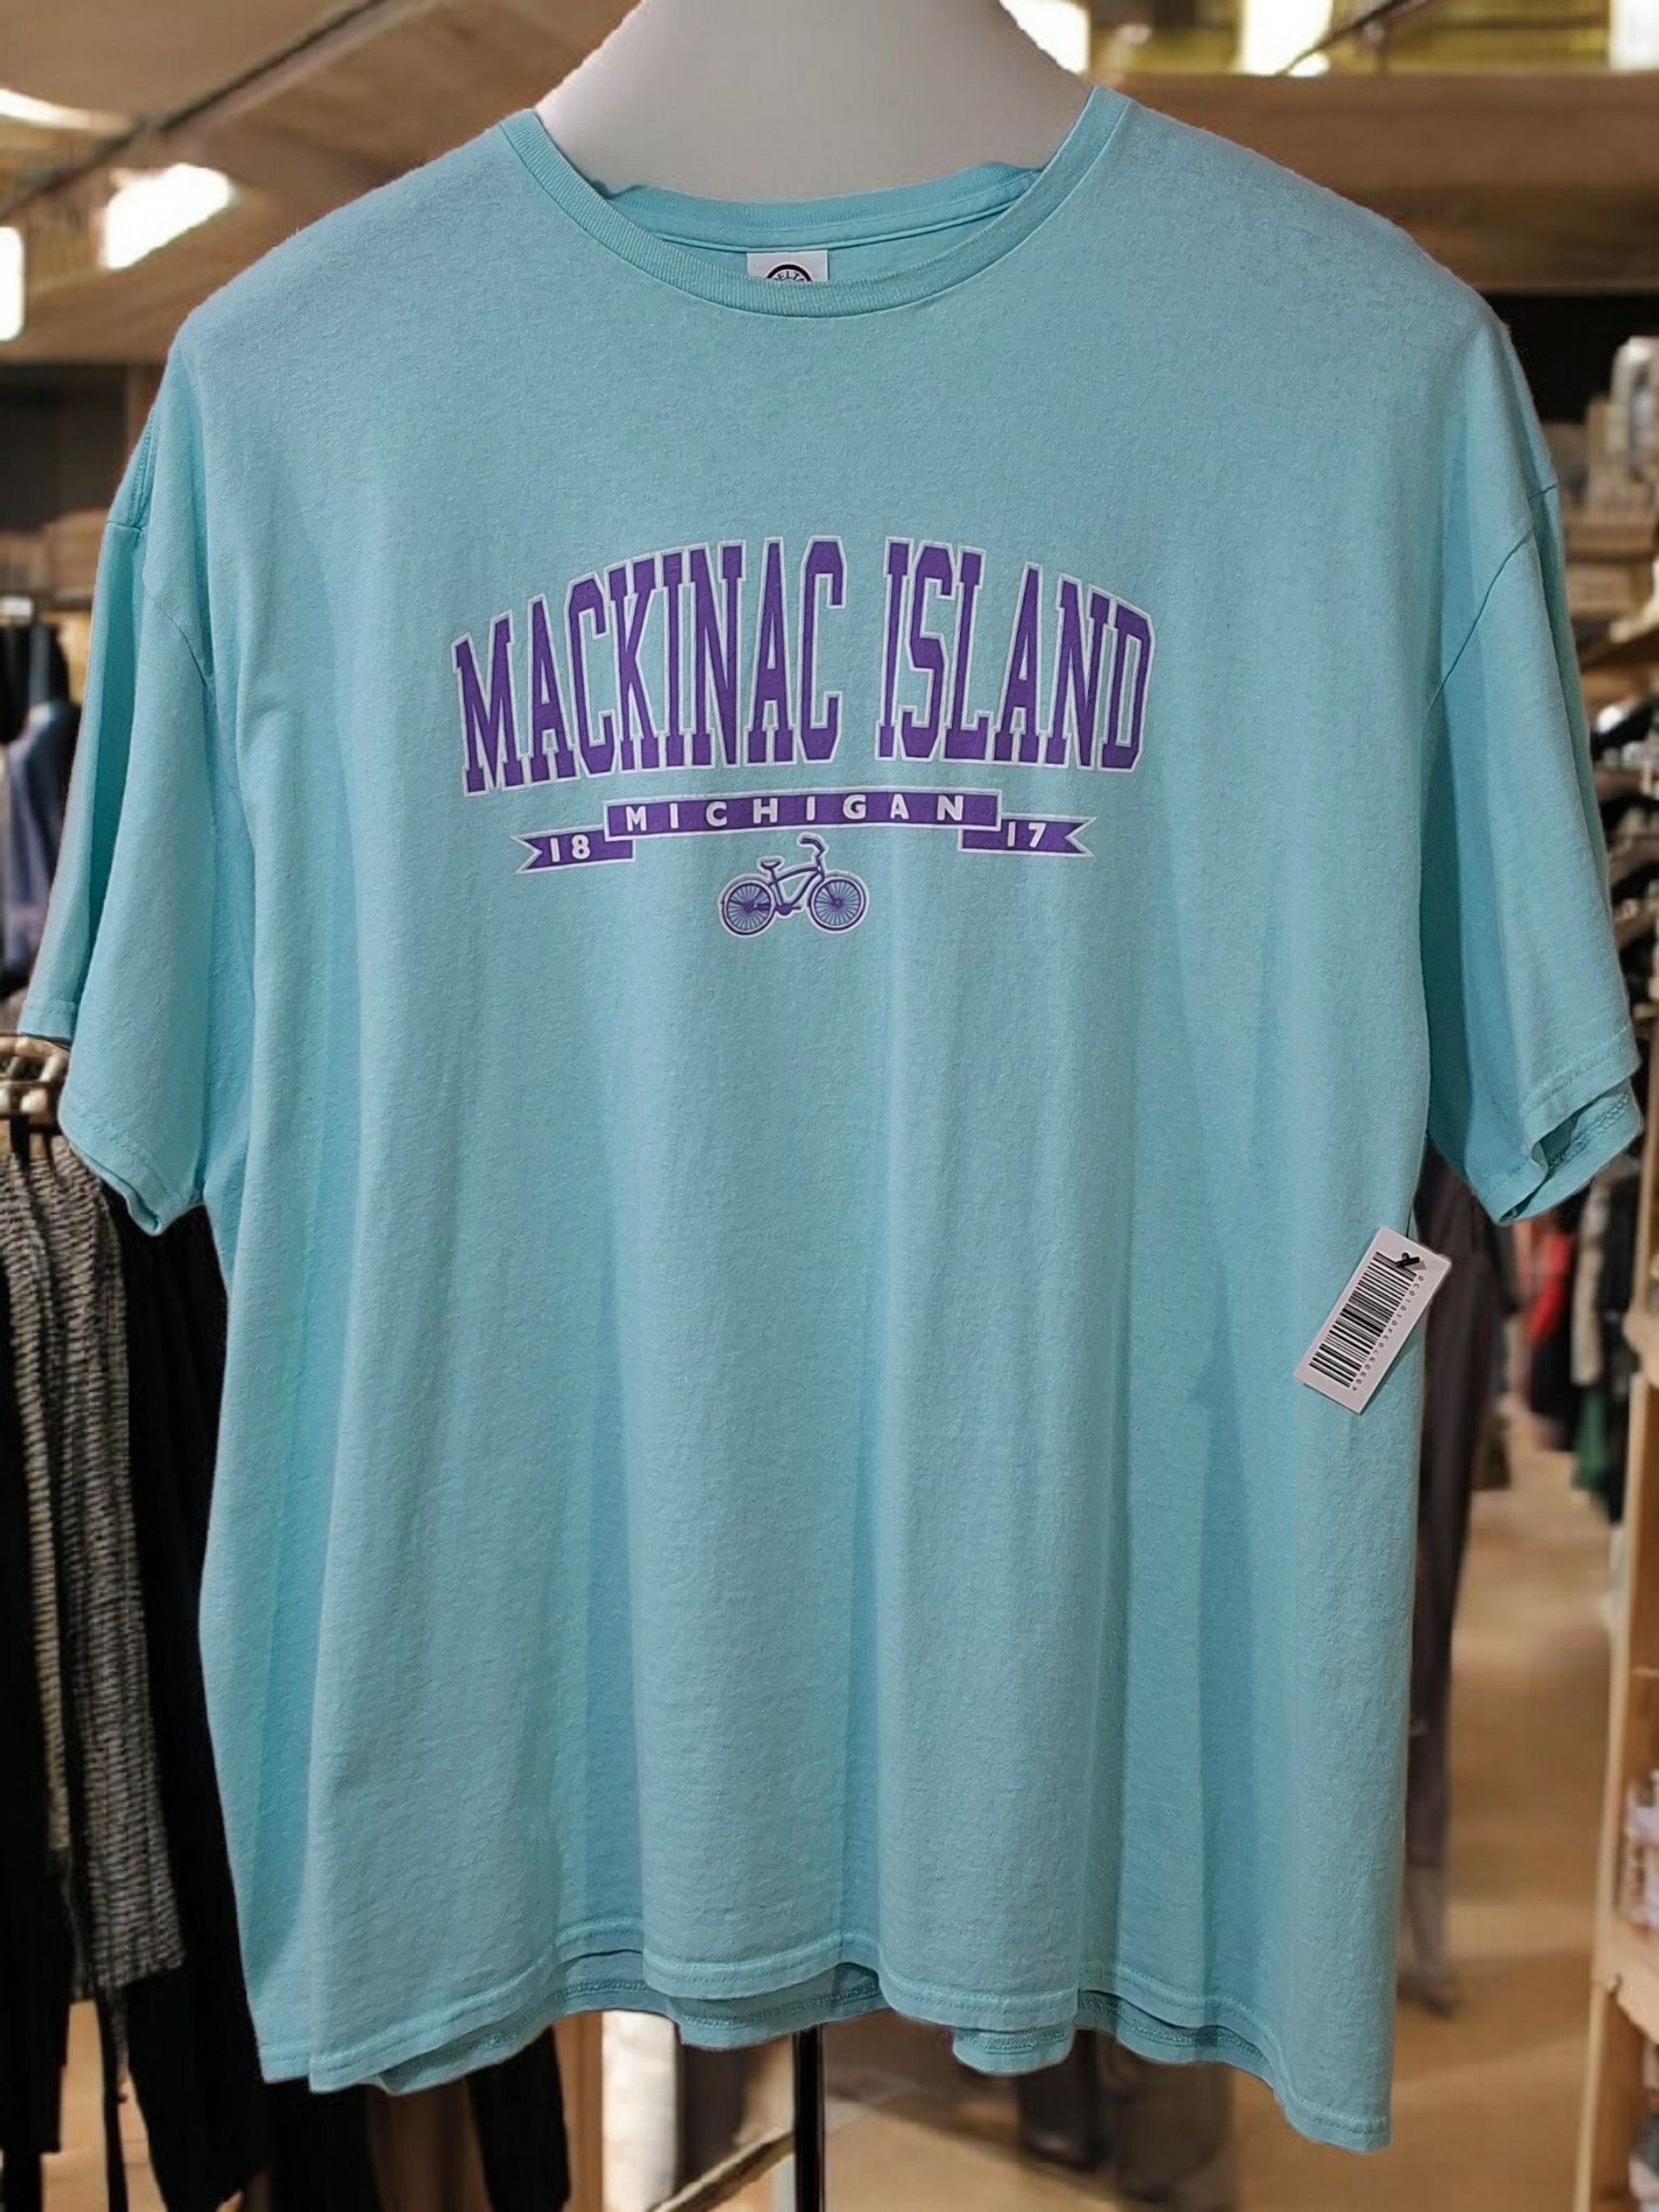 MACKINAC ISLAND
MICHIGAN
18 17